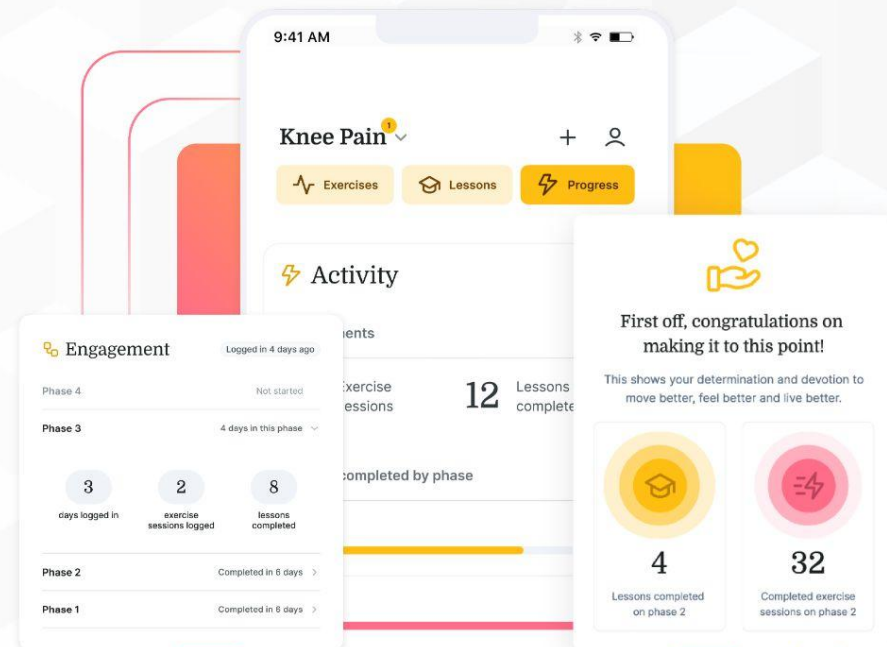 9:41 AM
Knee Pain
1
Exercises
Lessons
Progress
Activity
Engagement
Logged in 4 days ago
Phase 4
Not started
Phase 3
4 days in this phase
3
2
8
days logged in
exercise
sessions logged
lessons
completed
Phase 2
Completed in 6 days
Phase 1
Completed in 6 days
12
Lessons
completed by phase
First off, congratulations on
making it to this point!
This shows your determination and devotion to
move better, feel better and live better.
4
Lessons completed
on phase 2
32
Completed exercise
sessions on phase 2